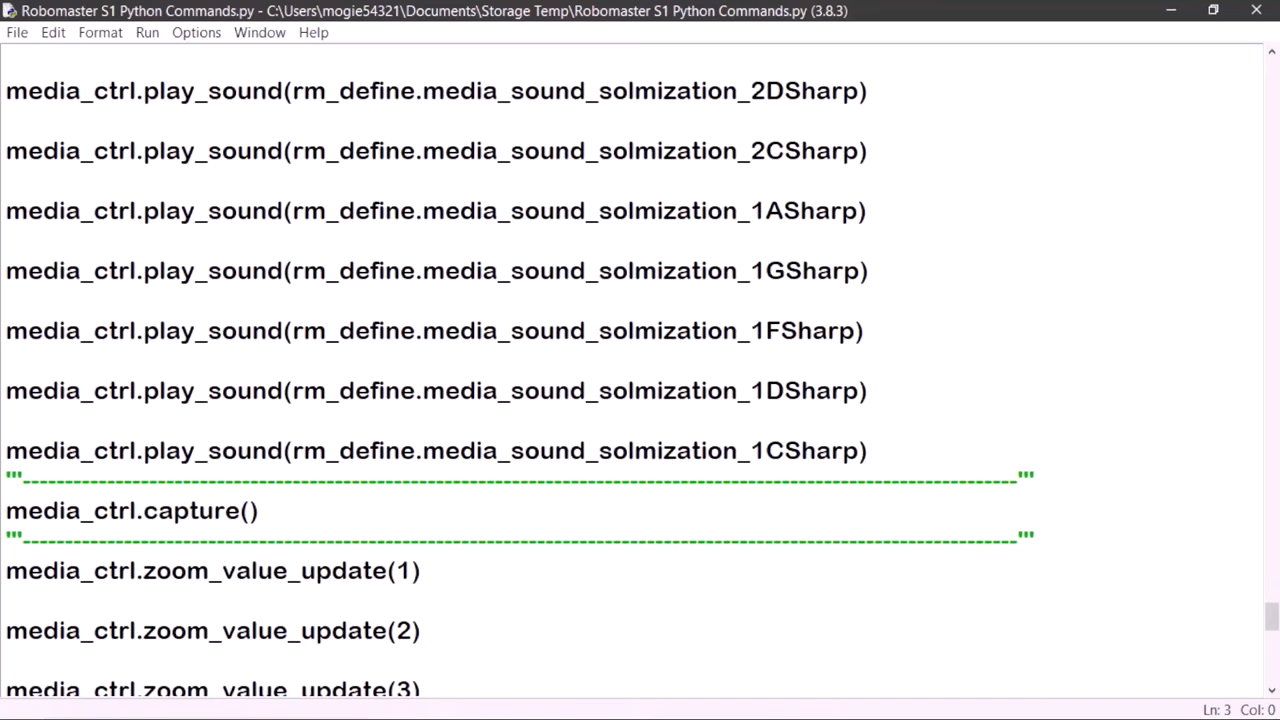 Robomaster S1 Python Commands.py - C:\Users\mogie54321\Documents\Storage Temp\Robomaster S1 Python Commands.py (3.8.3)
File Edit Format Run Options Window Help
media_ctrl.play_sound(rm_define.media_sound_solmization_2DSharp)
media_ctrl.play_sound(rm_define.media_sound_solmization_2CSharp)
media_ctrl.play_sound(rm_define.media_sound_solmization_1ASharp)
media_ctrl.play_sound(rm_define.media_sound_solmization_1GSharp)
media_ctrl.play_sound(rm_define.media_sound_solmization_1FSharp)
media_ctrl.play_sound(rm_define.media_sound_solmization_1DSharp)
media_ctrl.play_sound(rm_define.media_sound_solmization_1CSharp)
'''----------------------------------------------------------------------------------------------------------------------'''
media_ctrl.capture()
'''----------------------------------------------------------------------------------------------------------------------'''
media_ctrl.zoom_value_update(1)
media_ctrl.zoom_value_update(2)
media_ctrl.zoom_value_update(3)
Ln: 3 Col: 0